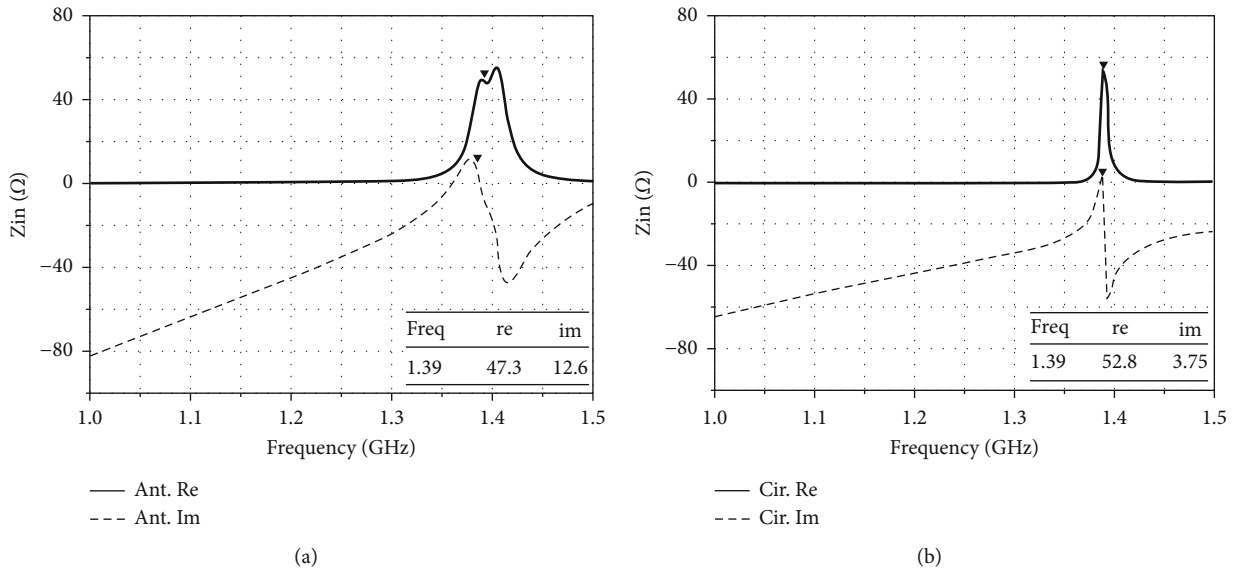 80
40
0
−40
−80
Zin (Ω)
1.0
1.1
1.2
1.3
1.4
1.5
Frequency (GHz)
Freq re im
1.39 47.3 12.6
Ant. Re
Ant. Im
(a)
80
40
0
−40
−80
Zin (Ω)
1.0
1.1
1.2
1.3
1.4
1.5
Frequency (GHz)
Freq re im
1.39 52.8 3.75
Cir. Re
Cir. Im
(b)